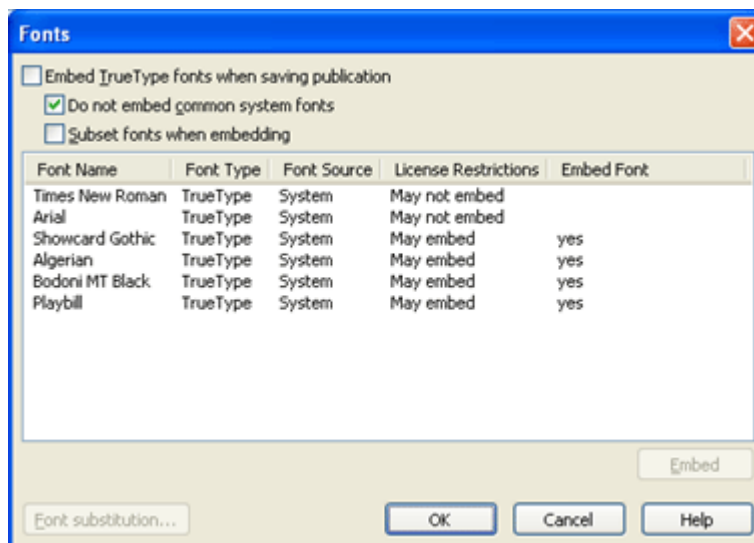 Fonts
Embed TrueType fonts when saving publication
Do not embed common system fonts
Subset fonts when embedding
Font Name Font Type Font Source License Restrictions Embed Font
Times New Roman TrueType System May not embed
Arial TrueType System May not embed
Showcard Gothic TrueType System May embed yes
Algerian TrueType System May embed yes
Bodoni MT Black TrueType System May embed yes
Playbill TrueType System May embed yes
Embed
Font substitution... OK Cancel Help